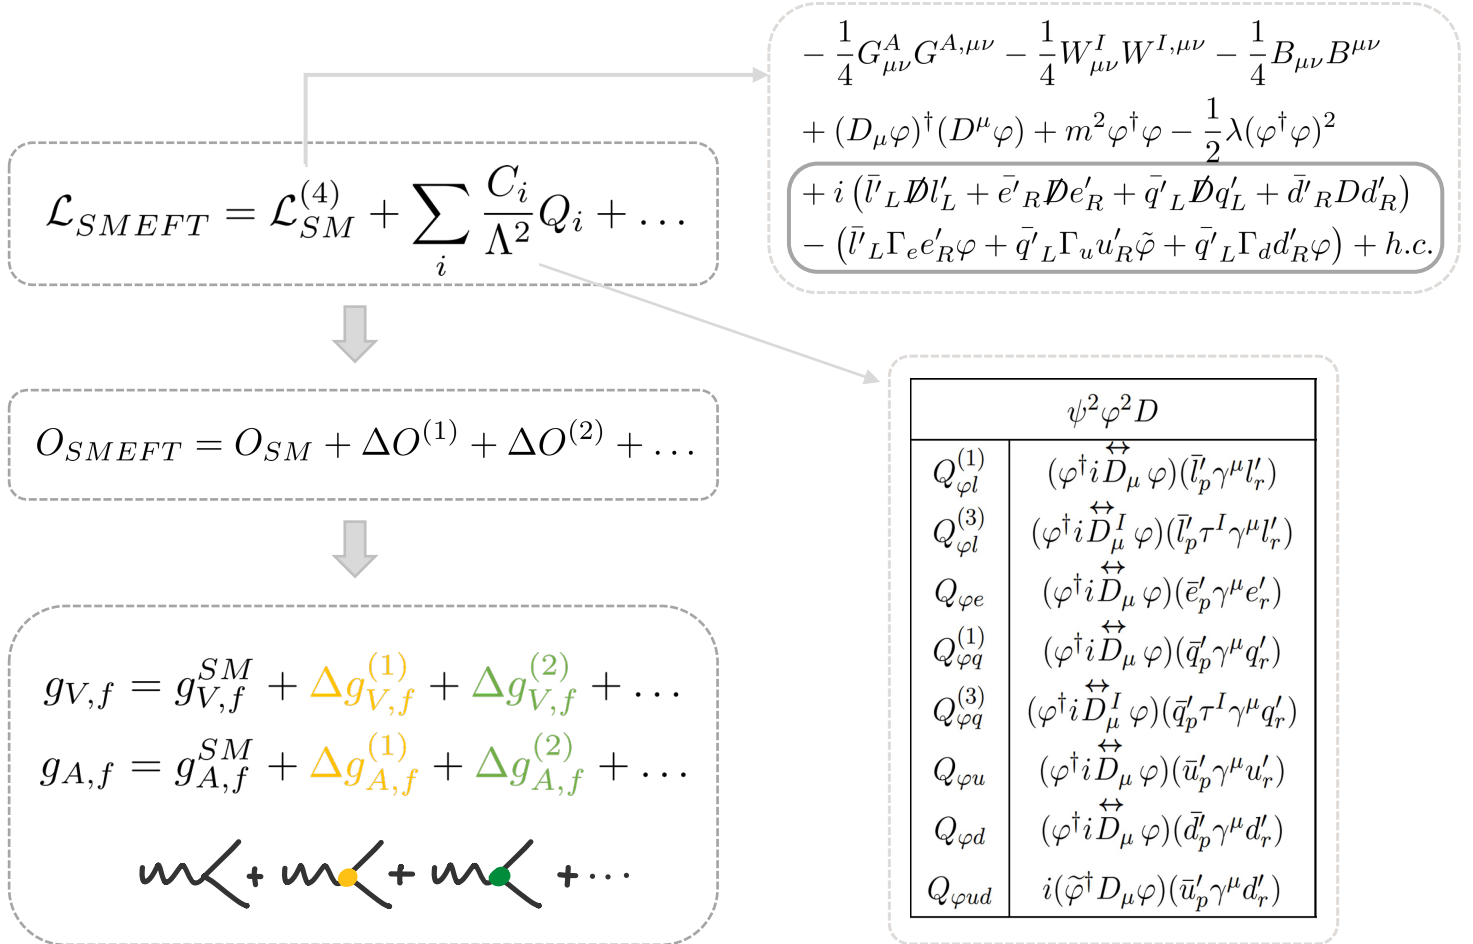 − 1/4 G^A_{μν} G^{A,μν} − 1/4 W^I_{μν} W^{I,μν} − 1/4 B_{μν} B^{μν}
+ (D_μ φ)^† (D^μ φ) + m² φ^† φ − 1/2 λ(φ^† φ)²
+ i (l̄'_L D̸ l'_L + ē'_R D̸ e'_R + q̄'_L D̸ q'_L + d̄'_R D d'_R)
− (l̄'_L Γ_e e'_R φ + q̄'_L Γ_u u'_R φ̃ + q̄'_L Γ_d d'_R φ) + h.c.
ℒ_{SMEFT} = ℒ^{(4)}_{SM} + ∑_i C_i/Λ² Q_i + …
O_{SMEFT} = O_{SM} + ΔO^{(1)} + ΔO^{(2)} + …
g_{V,f} = g^{SM}_{V,f} + Δg^{(1)}_{V,f} + Δg^{(2)}_{V,f} + …
g_{A,f} = g^{SM}_{A,f} + Δg^{(1)}_{A,f} + Δg^{(2)}_{A,f} + …
+ + + ···
ψ²φ²D
Q^{(1)}_{φl} (φ^† i D↔_μ φ)(l̄'_p γ^μ l'_r)
Q^{(3)}_{φl} (φ^† i D↔^I_μ φ)(l̄'_p τ^I γ^μ l'_r)
Q_{φe} (φ^† i D↔_μ φ)(ē'_p γ^μ e'_r)
Q^{(1)}_{φq} (φ^† i D↔_μ φ)(q̄'_p γ^μ q'_r)
Q^{(3)}_{φq} (φ^† i D↔^I_μ φ)(q̄'_p τ^I γ^μ q'_r)
Q_{φu} (φ^† i D↔_μ φ)(ū'_p γ^μ u'_r)
Q_{φd} (φ^† i D↔_μ φ)(d̄'_p γ^μ d'_r)
Q_{φud} i(φ̃^† D_μ φ)(ū'_p γ^μ d'_r)